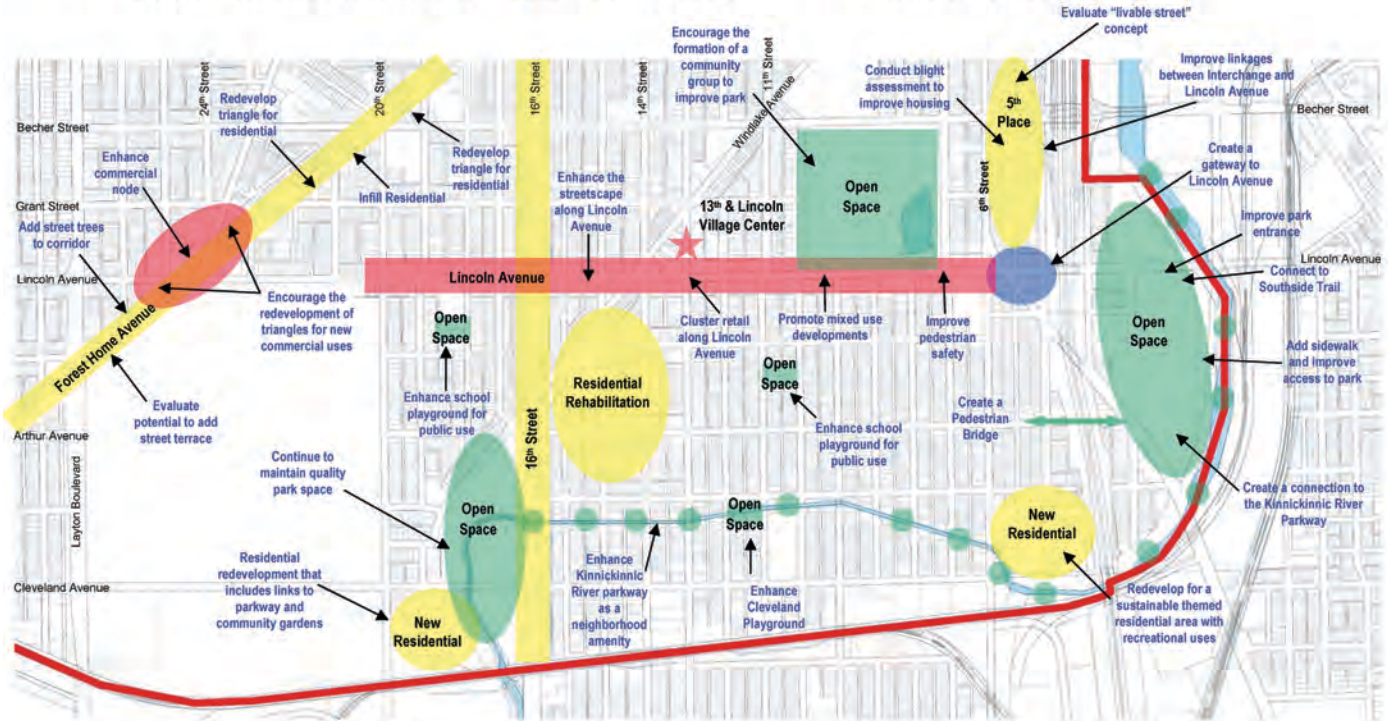 Evaluate “livable street”
concept
Encourage the
formation of a
community
group to
improve park
Conduct blight
assessment to
improve housing
Improve linkages
between Interchange and
Lincoln Avenue
24th Street
20th Street
16th Street
14th Street
11th Street
Windlake Avenue
5th
Place
Becher Street
Becher Street
Redevelop
triangle for
residential
Redevelop
triangle for
residential
Enhance
commercial
node
Infill Residential
Enhance the
streetscape
along Lincoln
Avenue
13th & Lincoln
Village Center
Open
Space
6th Street
Create a
gateway to
Lincoln Avenue
Grant Street
Add street trees
to corridor
Improve park
entrance
Lincoln Avenue
Lincoln Avenue
Lincoln Avenue
Connect to
Southside Trail
Forest Home Avenue
Encourage the
redevelopment of
triangles for new
commercial uses
Open
Space
Cluster retail
along Lincoln
Avenue
Promote mixed use
developments
Improve
pedestrian
safety
Open
Space
Add sidewalk
and improve
access to park
Open
Space
Residential
Rehabilitation
Enhance school
playground for
public use
Enhance school
playground for
public use
Evaluate
potential to add
street terrace
Create a
Pedestrian
Bridge
Arthur Avenue
16th Street
Layton Boulevard
Continue to
maintain quality
park space
Open
Space
Open
Space
New
Residential
Create a connection to
the Kinnickinnic River
Parkway
Cleveland Avenue
Residential
redevelopment that
includes links to
parkway and
community gardens
New
Residential
Enhance
Kinnickinnic
River parkway
as a
neighborhood
amenity
Enhance
Cleveland
Playground
Redevelop for a
sustainable themed
residential area with
recreational uses